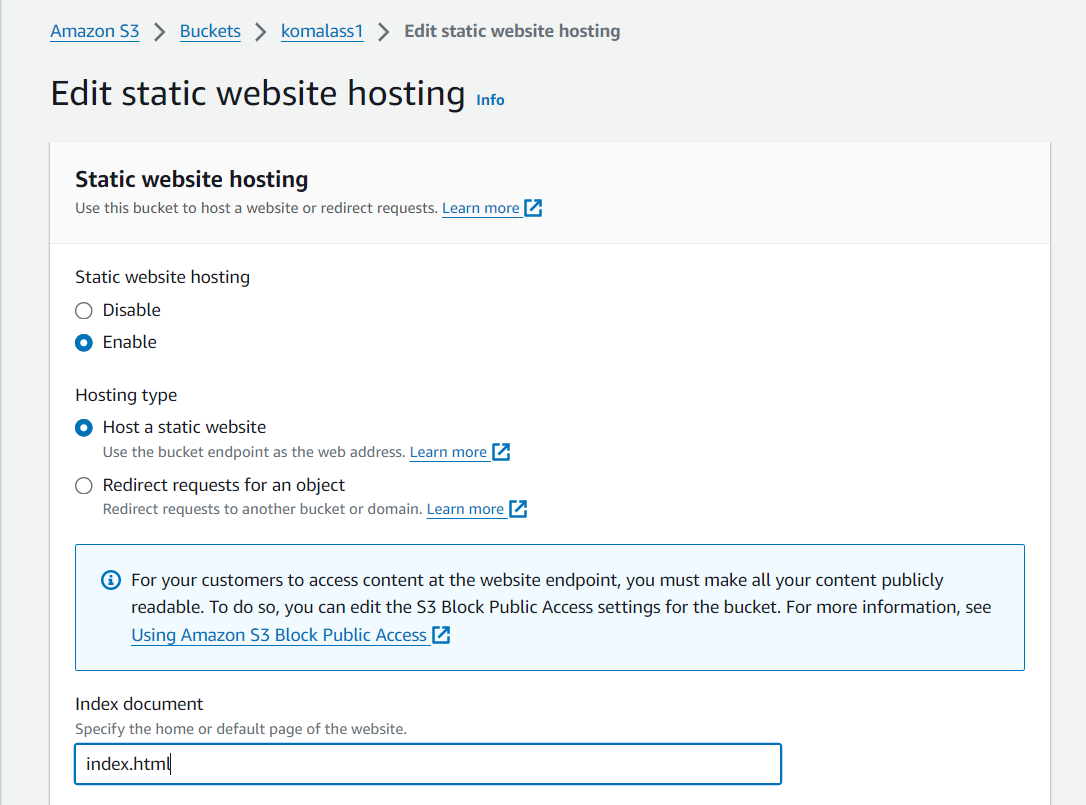 Amazon S3 > Buckets > komalass1 > Edit static website hosting
Edit static website hosting Info
Static website hosting
Use this bucket to host a website or redirect requests. Learn more
Static website hosting
Disable
Enable
Hosting type
Host a static website
Use the bucket endpoint as the web address. Learn more
Redirect requests for an object
Redirect requests to another bucket or domain. Learn more
For your customers to access content at the website endpoint, you must make all your content publicly
readable. To do so, you can edit the S3 Block Public Access settings for the bucket. For more information, see
Using Amazon S3 Block Public Access
Index document
Specify the home or default page of the website.
index.html